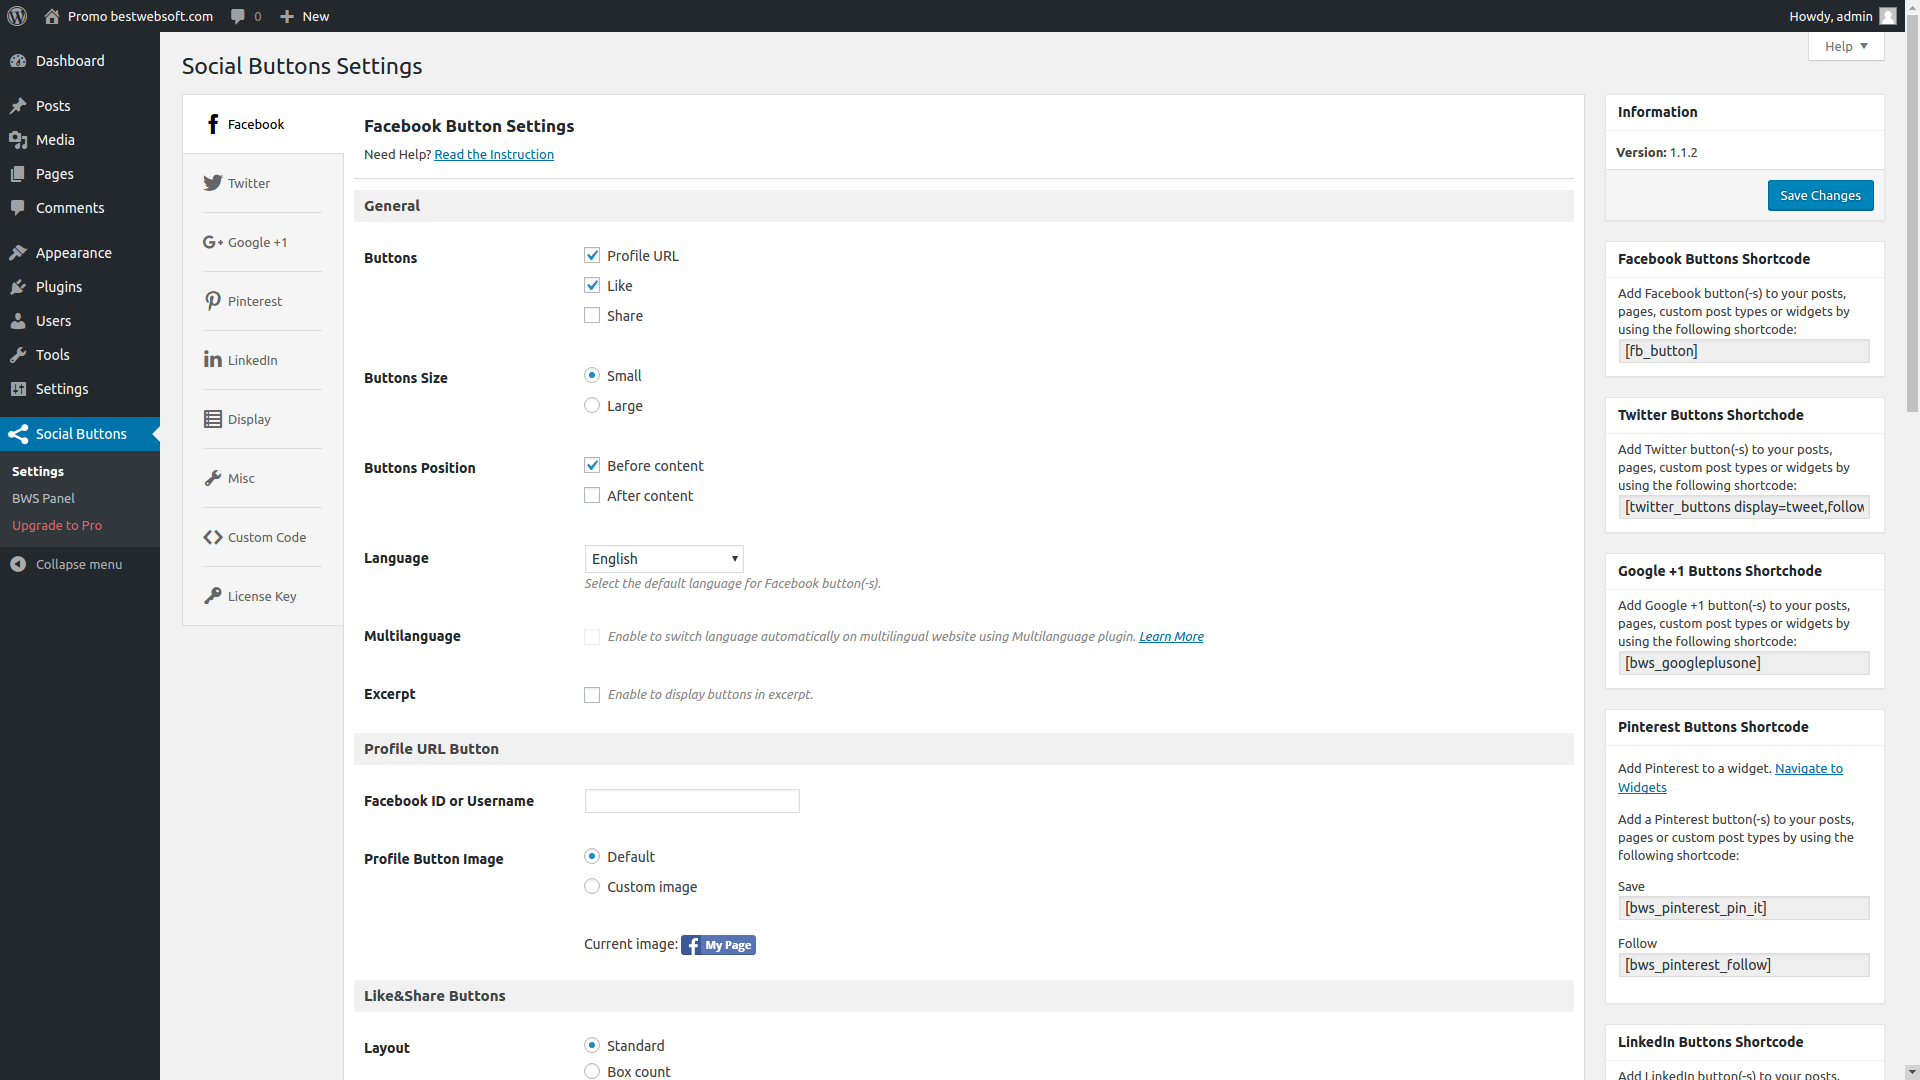 Promo bestwebsoft.com
0
New
Howdy, admin
Help
Dashboard
Posts
Media
Pages
Comments
Appearance
Plugins
Users
Tools
Settings
Social Buttons
Settings
BWS Panel
Upgrade to Pro
Collapse menu
Social Buttons Settings
Facebook
Twitter
Google +1
Pinterest
LinkedIn
Display
Misc
Custom Code
License Key
Facebook Button Settings
Need Help? Read the Instruction
General
Buttons
Profile URL
Like
Share
Buttons Size
Small
Large
Buttons Position
Before content
After content
Language
English
Select the default language for Facebook button(-s).
Multilanguage
Enable to switch language automatically on multilingual website using Multilanguage plugin. Learn More
Excerpt
Enable to display buttons in excerpt.
Profile URL Button
Facebook ID or Username
Profile Button Image
Default
Custom image
Current image: My Page
Like&Share Buttons
Layout
Standard
Box count
Information
Version: 1.1.2
Save Changes
Facebook Buttons Shortcode
Add Facebook button(-s) to your posts,
pages, custom post types or widgets by
using the following shortcode:
[fb_button]
Twitter Buttons Shortchode
Add Twitter button(-s) to your posts,
pages, custom post types or widgets by
using the following shortcode:
[twitter_buttons display=tweet,follow
Google +1 Buttons Shortchode
Add Google +1 button(-s) to your posts,
pages, custom post types or widgets by
using the following shortcode:
[bws_googleplusone]
Pinterest Buttons Shortcode
Add Pinterest to a widget. Navigate to
Widgets
Add a Pinterest button(-s) to your posts,
pages or custom post types by using the
following shortcode:
Save
[bws_pinterest_pin_it]
Follow
[bws_pinterest_follow]
LinkedIn Buttons Shortcode
Add LinkedIn button(-s) to your posts,